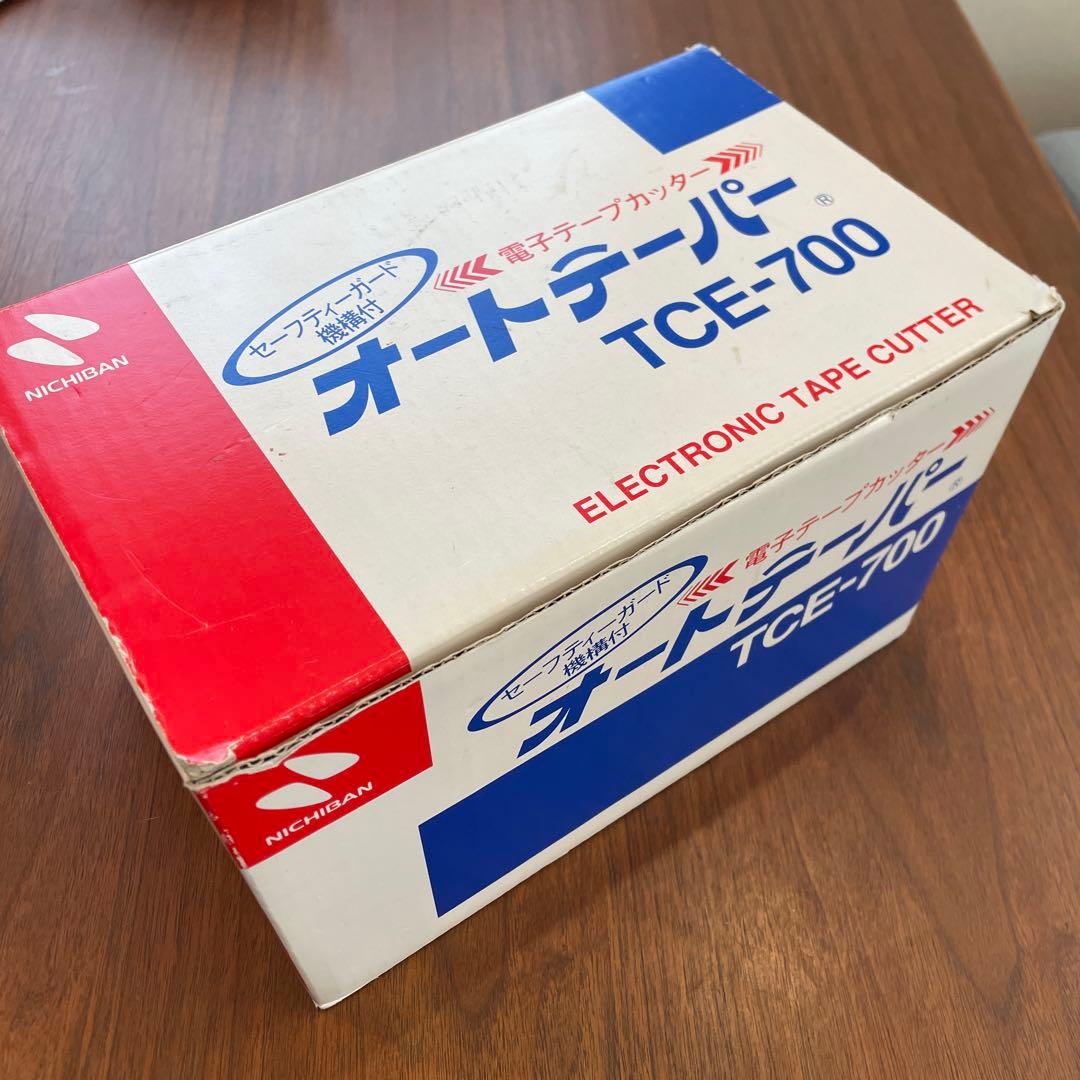 NICHIBAN
セーフティーガード
機構付
電子テープカッター
オートテーパー®
TCE-700
ELECTRONIC TAPE CUTTER
NICHIBAN
セーフティーガード
機構付
電子テープカッター
オートテーパー®
TCE-700